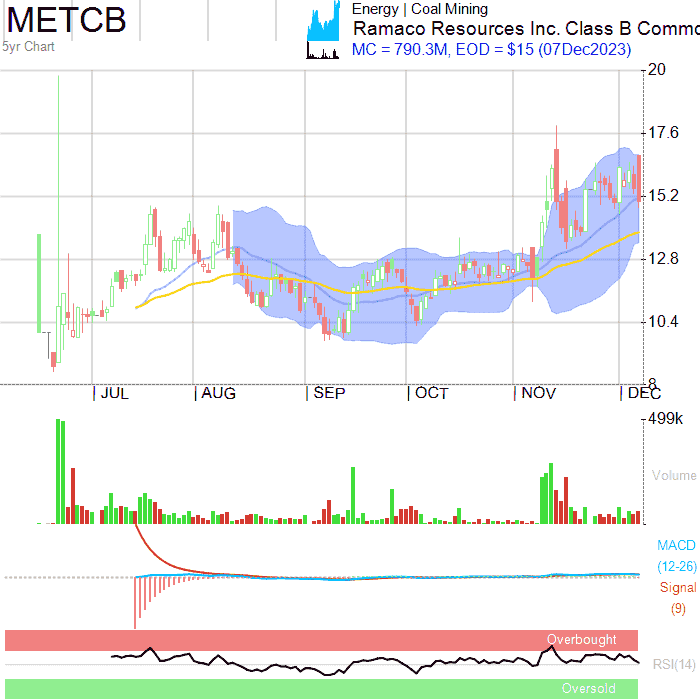 METCB
5yr Chart
Energy | Coal Mining
Ramaco Resources Inc. Class B Commo
MC = 790.3M, EOD = $15 (07Dec2023)
20
17.6
15.2
12.8
10.4
8
JUL
AUG
SEP
OCT
NOV
DEC
499k
Volume
MACD
(12-26)
Signal
(9)
Overbought
RSI(14)
Oversold